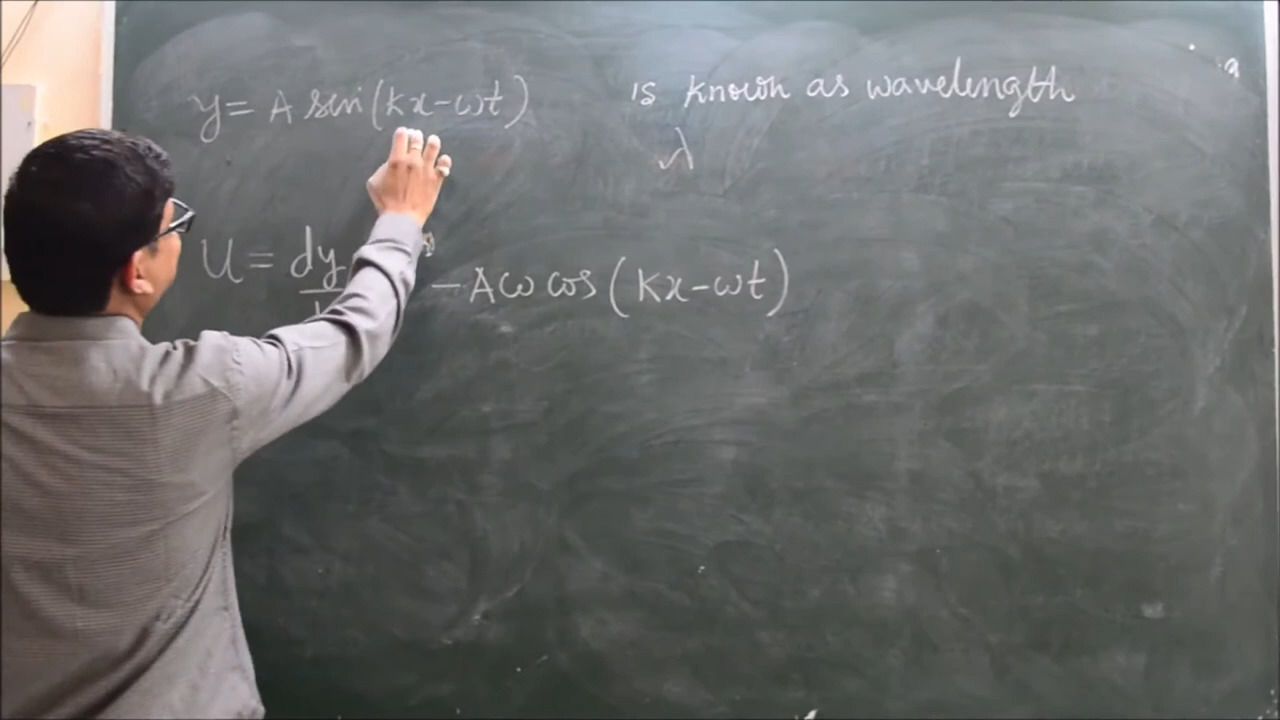 y = A sin(kx-ωt)
is known as wavelength
λ
U = dy
-Aω cos(kx-ωt)